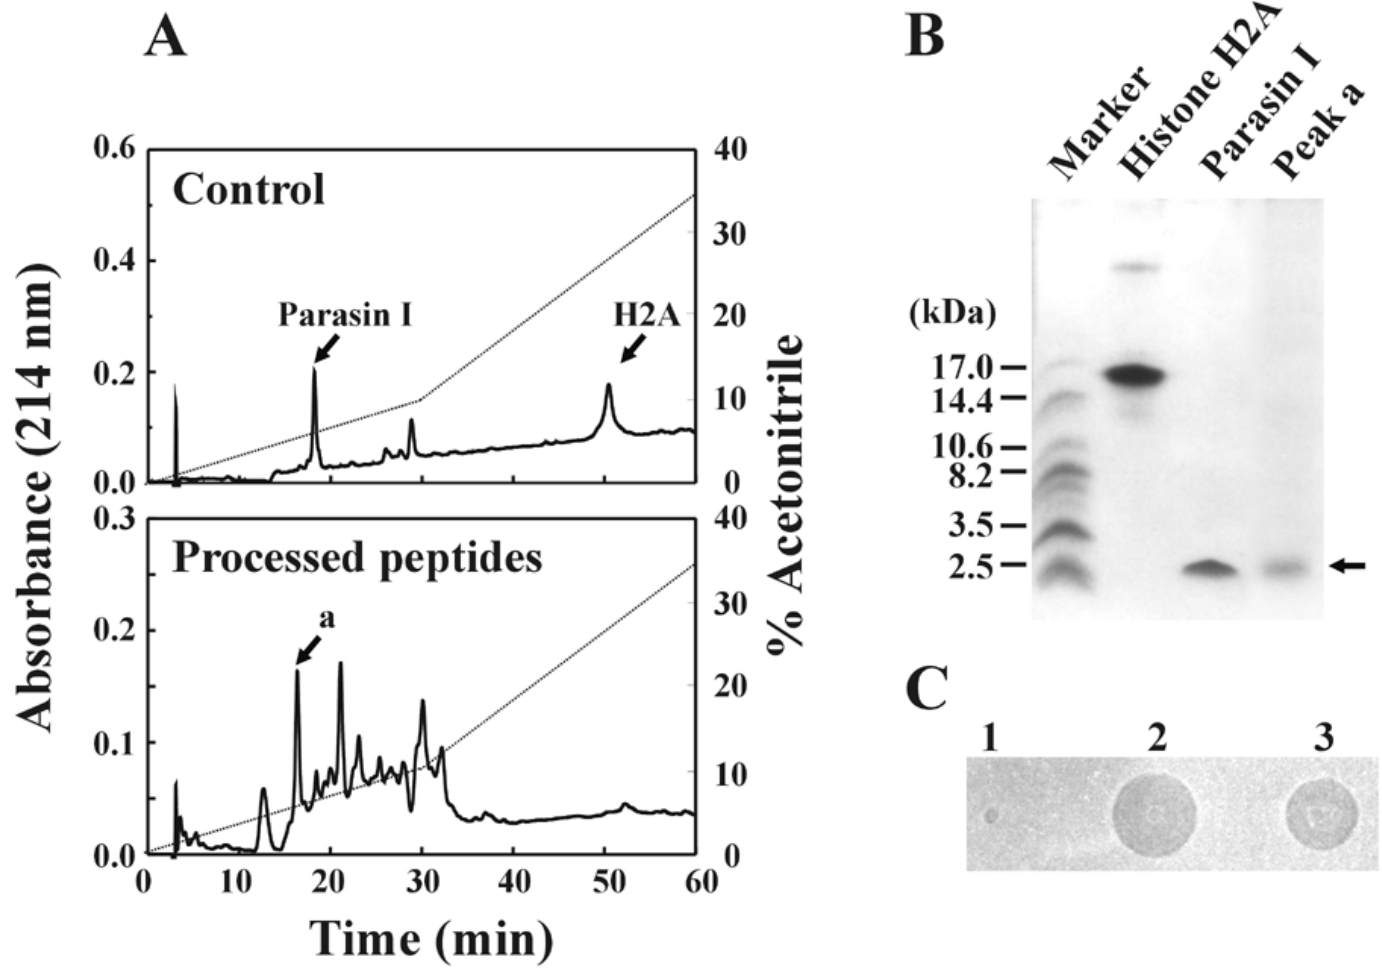 A
Absorbance (214 nm)
% Acetonitrile
0.6
0.4
0.2
0.0
40
30
20
10
0
Control
Parasin I
H2A
0.3
0.2
0.1
0.0
40
30
20
10
0
Processed peptides
a
0 10 20 30 40 50 60
Time (min)
B
Marker
Histone H2A
Parasin I
Peak a
(kDa)
17.0
14.4
10.6
8.2
3.5
2.5
C
1 2 3